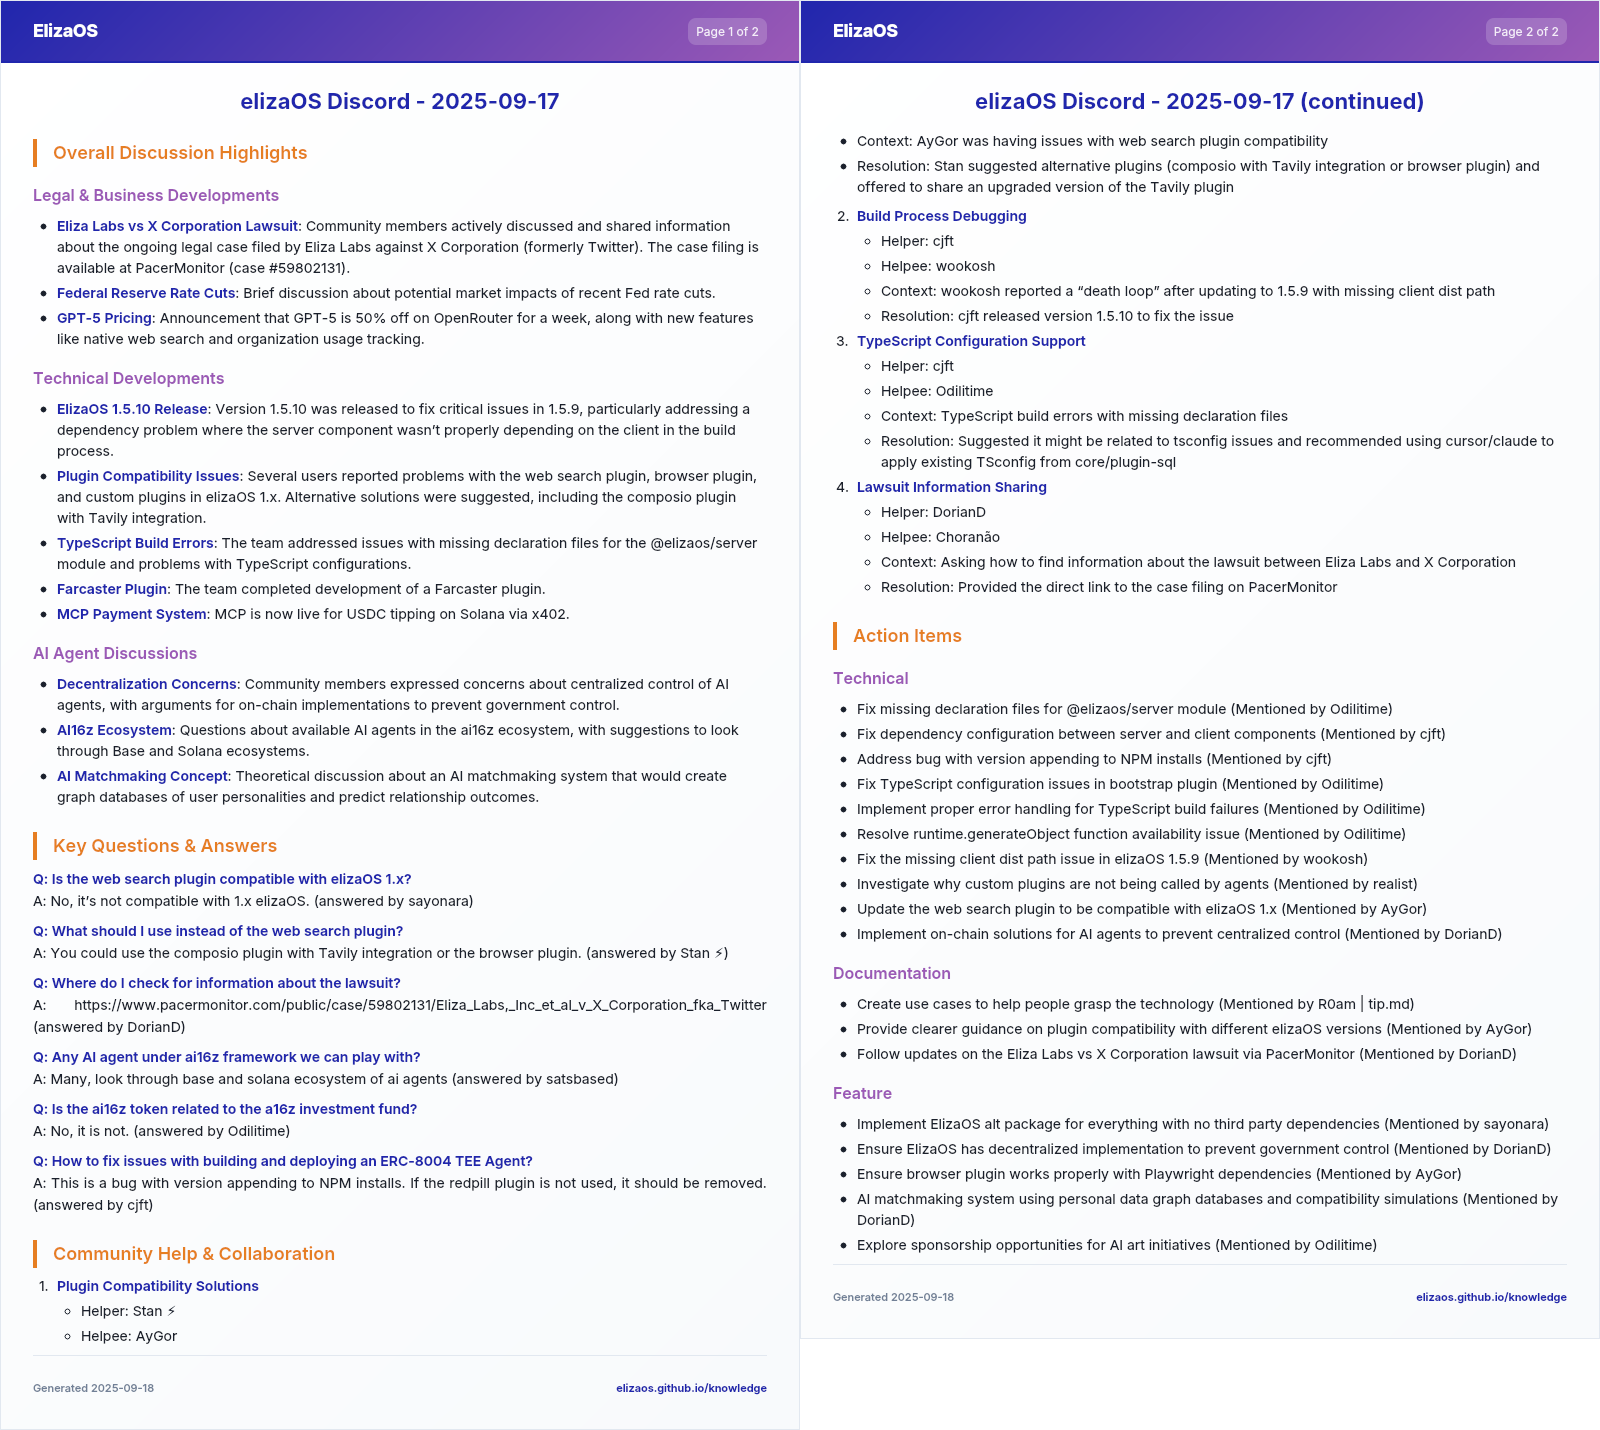 ElizaOS
Page 1 of 2
elizaOS Discord - 2025-09-17
Overall Discussion Highlights
Legal & Business Developments
• Eliza Labs vs X Corporation Lawsuit: Community members actively discussed and shared information
about the ongoing legal case filed by Eliza Labs against X Corporation (formerly Twitter). The case filing is
available at PacerMonitor (case #59802131).
• Federal Reserve Rate Cuts: Brief discussion about potential market impacts of recent Fed rate cuts.
• GPT-5 Pricing: Announcement that GPT-5 is 50% off on OpenRouter for a week, along with new features
like native web search and organization usage tracking.
Technical Developments
• ElizaOS 1.5.10 Release: Version 1.5.10 was released to fix critical issues in 1.5.9, particularly addressing a
dependency problem where the server component wasn’t properly depending on the client in the build
process.
• Plugin Compatibility Issues: Several users reported problems with the web search plugin, browser plugin,
and custom plugins in elizaOS 1.x. Alternative solutions were suggested, including the composio plugin
with Tavily integration.
• TypeScript Build Errors: The team addressed issues with missing declaration files for the @elizaos/server
module and problems with TypeScript configurations.
• Farcaster Plugin: The team completed development of a Farcaster plugin.
• MCP Payment System: MCP is now live for USDC tipping on Solana via x402.
AI Agent Discussions
• Decentralization Concerns: Community members expressed concerns about centralized control of AI
agents, with arguments for on-chain implementations to prevent government control.
• AI16z Ecosystem: Questions about available AI agents in the ai16z ecosystem, with suggestions to look
through Base and Solana ecosystems.
• AI Matchmaking Concept: Theoretical discussion about an AI matchmaking system that would create
graph databases of user personalities and predict relationship outcomes.
Key Questions & Answers
Q: Is the web search plugin compatible with elizaOS 1.x?
A: No, it’s not compatible with 1.x elizaOS. (answered by sayonara)
Q: What should I use instead of the web search plugin?
A: You could use the composio plugin with Tavily integration or the browser plugin. (answered by Stan ⚡)
Q: Where do I check for information about the lawsuit?
A: https://www.pacermonitor.com/public/case/59802131/Eliza_Labs,_Inc_et_al_v_X_Corporation_fka_Twitter
(answered by DorianD)
Q: Any AI agent under ai16z framework we can play with?
A: Many, look through base and solana ecosystem of ai agents (answered by satsbased)
Q: Is the ai16z token related to the a16z investment fund?
A: No, it is not. (answered by Odilitime)
Q: How to fix issues with building and deploying an ERC-8004 TEE Agent?
A: This is a bug with version appending to NPM installs. If the redpill plugin is not used, it should be removed.
(answered by cjft)
Community Help & Collaboration
1. Plugin Compatibility Solutions
◦ Helper: Stan ⚡
◦ Helpee: AyGor
Generated 2025-09-18
elizaos.github.io/knowledge
ElizaOS
Page 2 of 2
elizaOS Discord - 2025-09-17 (continued)
• Context: AyGor was having issues with web search plugin compatibility
• Resolution: Stan suggested alternative plugins (composio with Tavily integration or browser plugin) and
offered to share an upgraded version of the Tavily plugin
2. Build Process Debugging
◦ Helper: cjft
◦ Helpee: wookosh
◦ Context: wookosh reported a “death loop” after updating to 1.5.9 with missing client dist path
◦ Resolution: cjft released version 1.5.10 to fix the issue
3. TypeScript Configuration Support
◦ Helper: cjft
◦ Helpee: Odilitime
◦ Context: TypeScript build errors with missing declaration files
◦ Resolution: Suggested it might be related to tsconfig issues and recommended using cursor/claude to
apply existing TSconfig from core/plugin-sql
4. Lawsuit Information Sharing
◦ Helper: DorianD
◦ Helpee: Choranão
◦ Context: Asking how to find information about the lawsuit between Eliza Labs and X Corporation
◦ Resolution: Provided the direct link to the case filing on PacerMonitor
Action Items
Technical
• Fix missing declaration files for @elizaos/server module (Mentioned by Odilitime)
• Fix dependency configuration between server and client components (Mentioned by cjft)
• Address bug with version appending to NPM installs (Mentioned by cjft)
• Fix TypeScript configuration issues in bootstrap plugin (Mentioned by Odilitime)
• Implement proper error handling for TypeScript build failures (Mentioned by Odilitime)
• Resolve runtime.generateObject function availability issue (Mentioned by Odilitime)
• Fix the missing client dist path issue in elizaOS 1.5.9 (Mentioned by wookosh)
• Investigate why custom plugins are not being called by agents (Mentioned by realist)
• Update the web search plugin to be compatible with elizaOS 1.x (Mentioned by AyGor)
• Implement on-chain solutions for AI agents to prevent centralized control (Mentioned by DorianD)
Documentation
• Create use cases to help people grasp the technology (Mentioned by R0am | tip.md)
• Provide clearer guidance on plugin compatibility with different elizaOS versions (Mentioned by AyGor)
• Follow updates on the Eliza Labs vs X Corporation lawsuit via PacerMonitor (Mentioned by DorianD)
Feature
• Implement ElizaOS alt package for everything with no third party dependencies (Mentioned by sayonara)
• Ensure ElizaOS has decentralized implementation to prevent government control (Mentioned by DorianD)
• Ensure browser plugin works properly with Playwright dependencies (Mentioned by AyGor)
• AI matchmaking system using personal data graph databases and compatibility simulations (Mentioned by
DorianD)
• Explore sponsorship opportunities for AI art initiatives (Mentioned by Odilitime)
Generated 2025-09-18
elizaos.github.io/knowledge